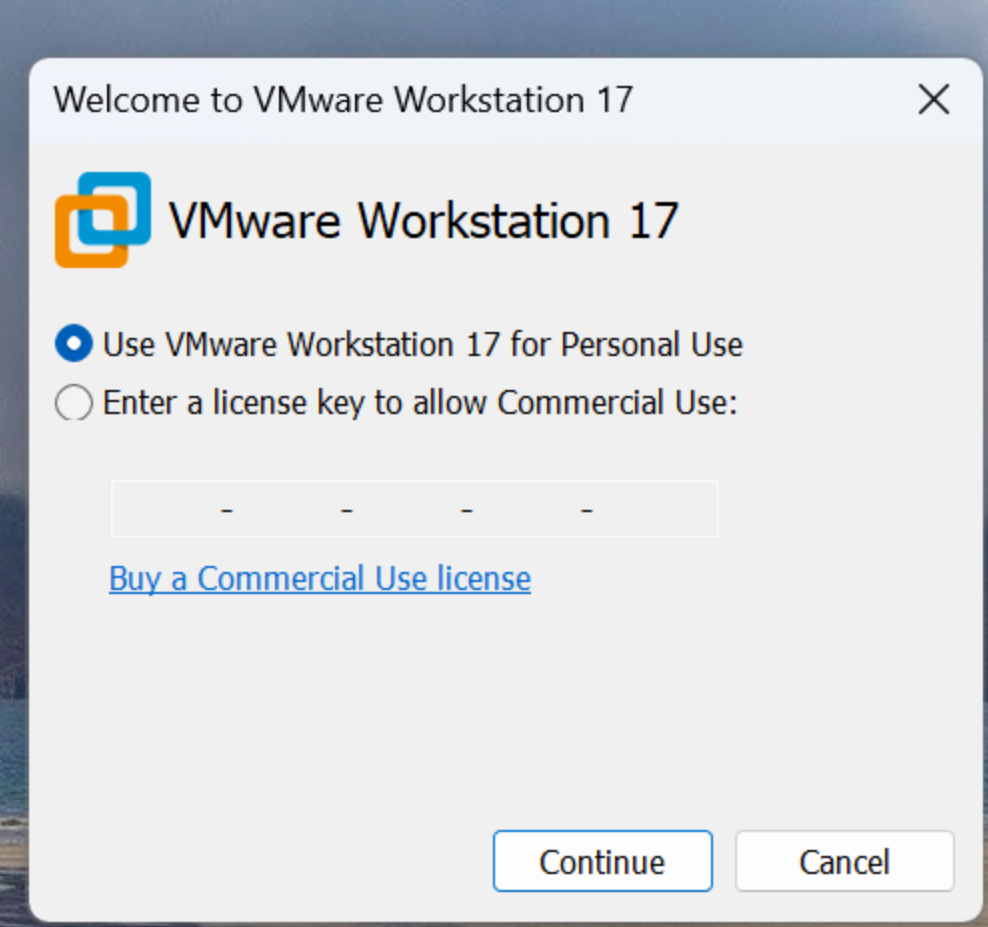 Welcome to VMware Workstation 17
VMware Workstation 17
Use VMware Workstation 17 for Personal Use
Enter a license key to allow Commercial Use:
- - - -
Buy a Commercial Use license
Continue Cancel